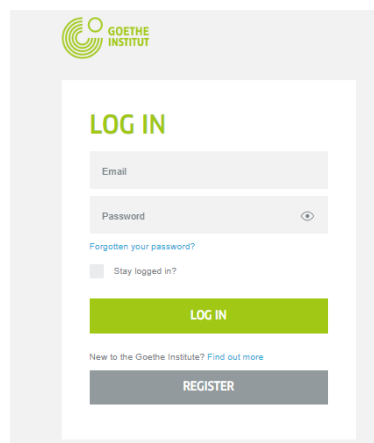 GOETHE
INSTITUT
LOG IN
Email
Password
Forgotten your password?
Stay logged in?
LOG IN
New to the Goethe Institute? Find out more
REGISTER